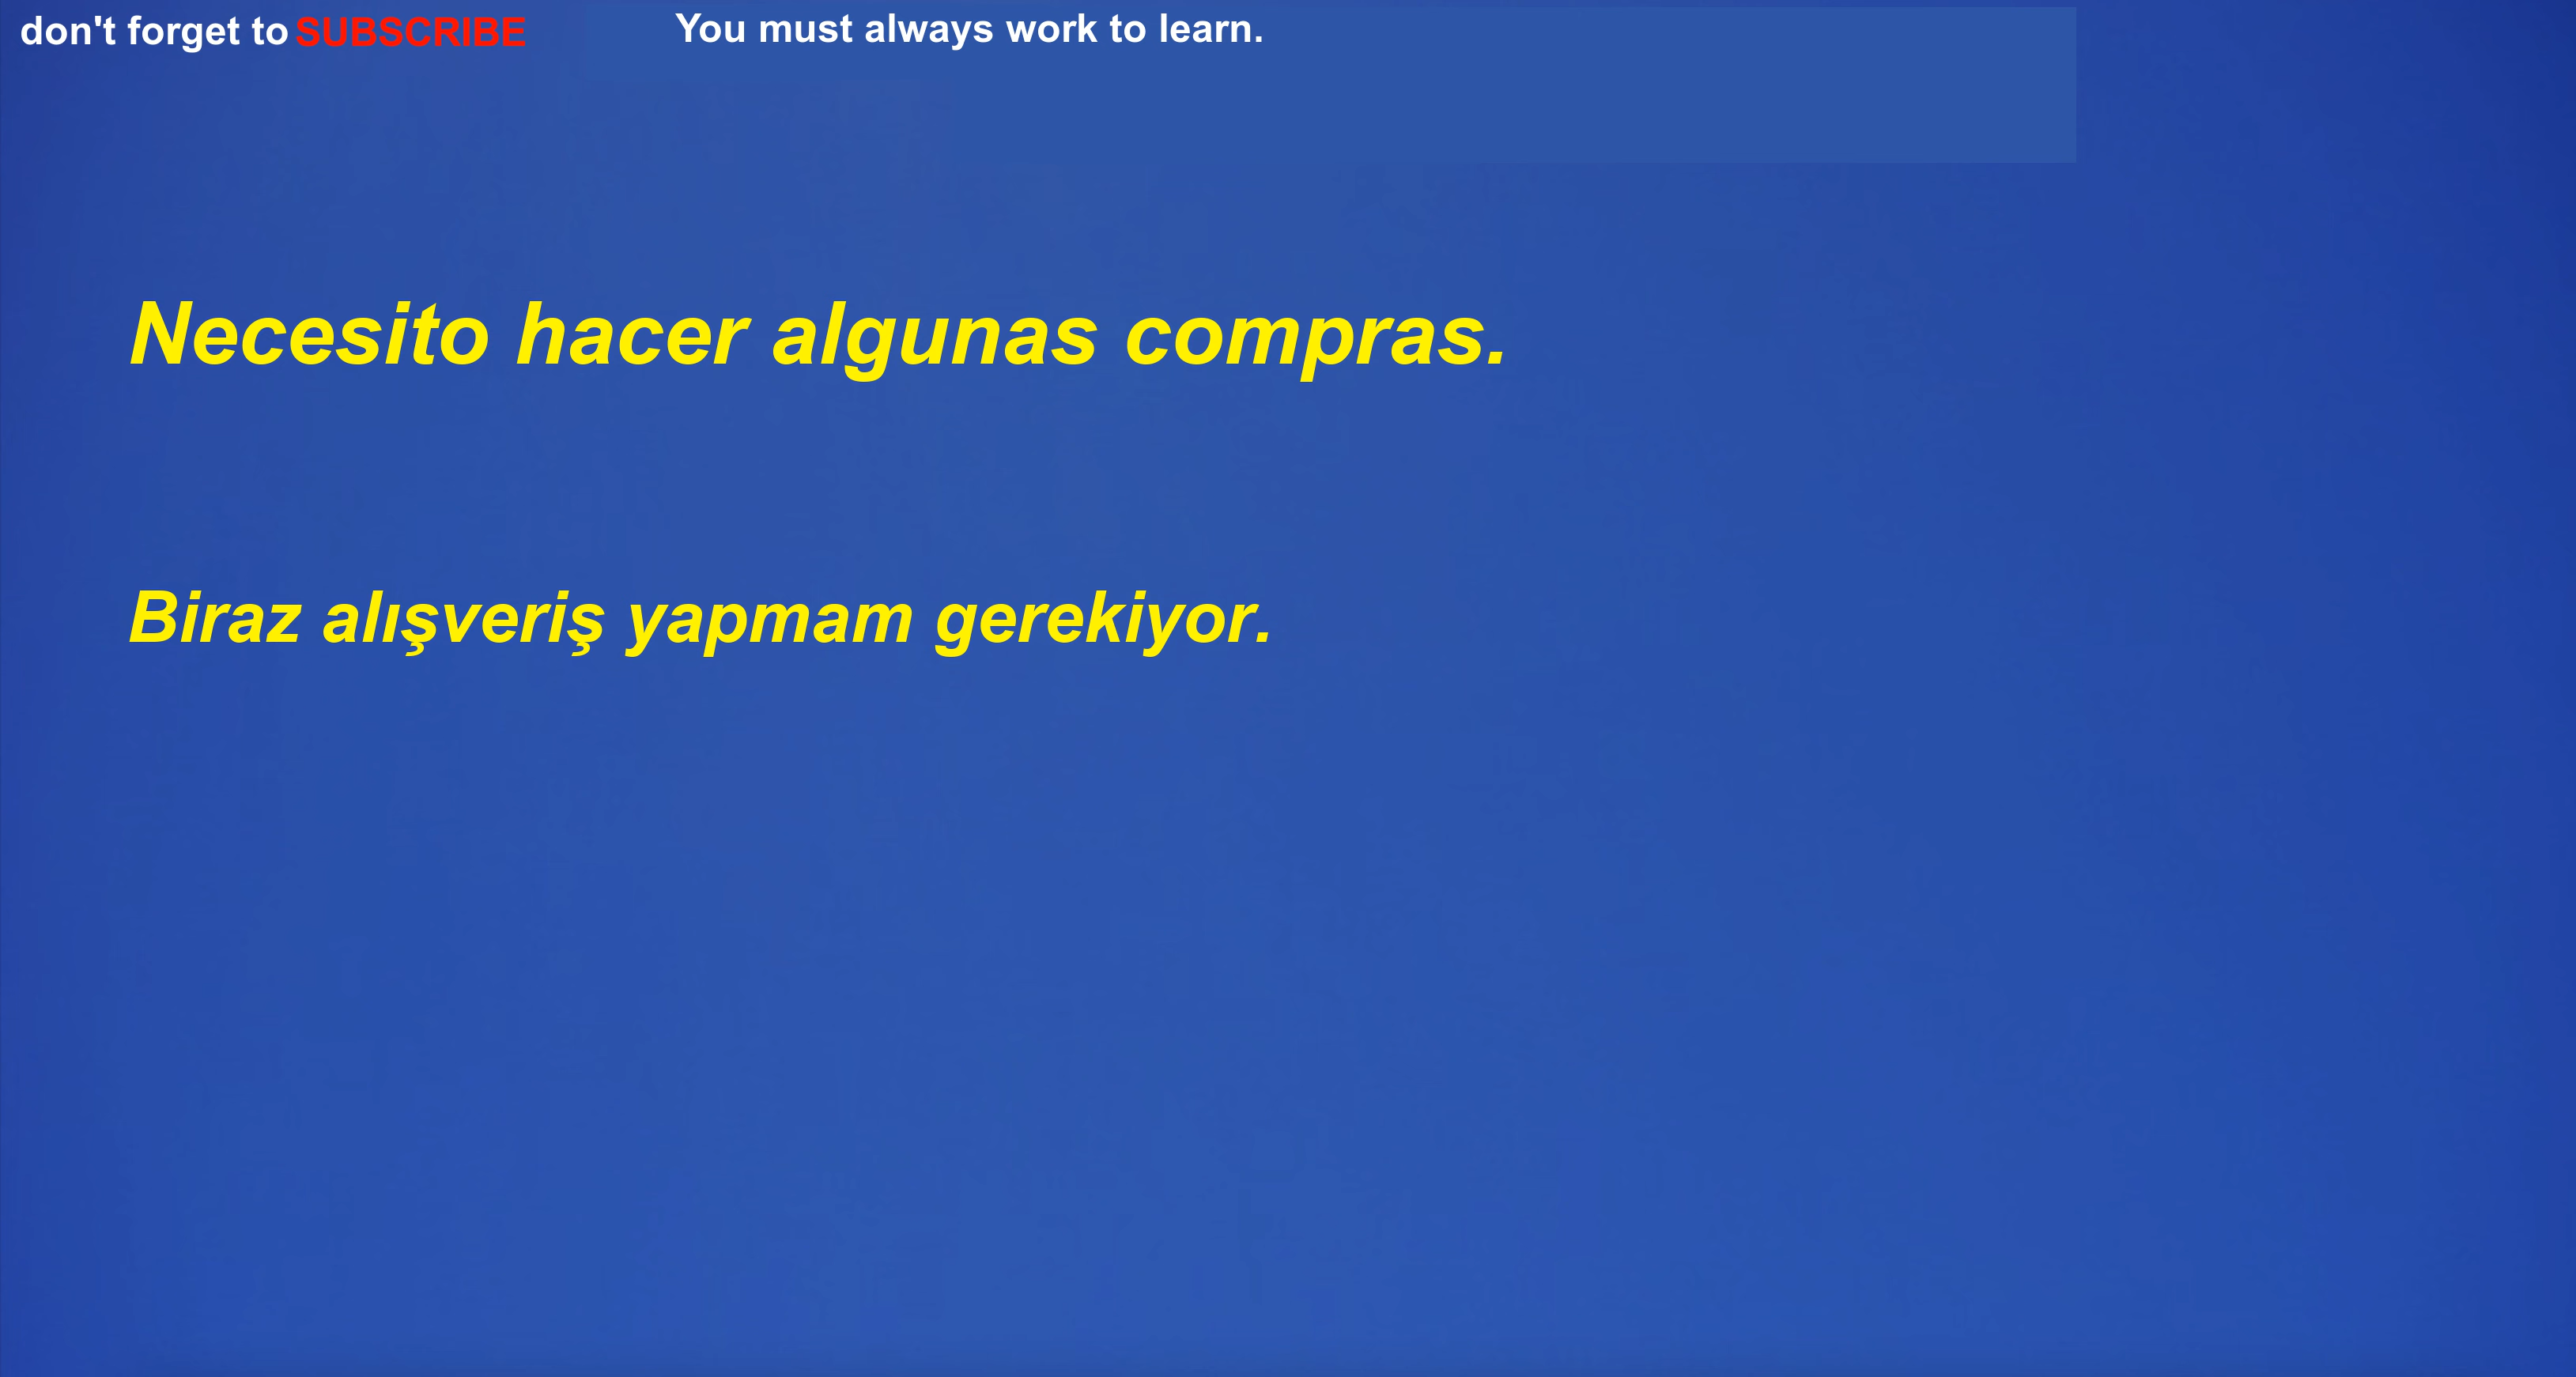 don't forget to SUBSCRIBE
You must always work to learn.
Necesito hacer algunas compras.
Biraz alışveriş yapmam gerekiyor.